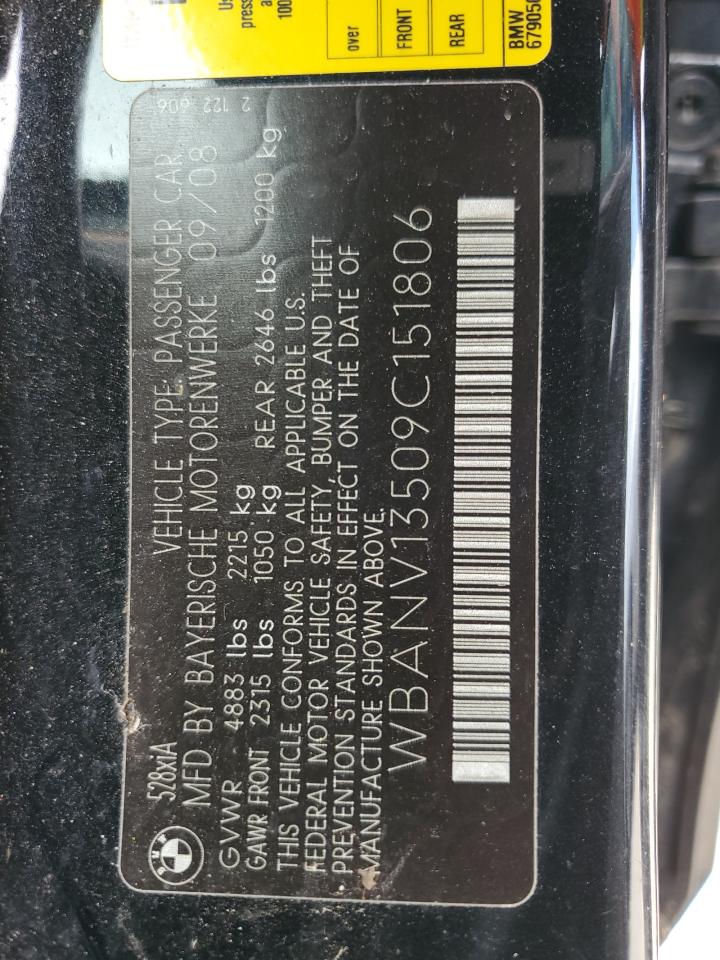 528xiA
VEHICLE TYPE: PASSENGER CAR
2 122 606
MFD BY BAYERISCHE MOTORENWERKE 09/08
GVWR 4883 lbs 2215 kg
GAWR FRONT 2315 lbs 1050 kg REAR 2646 lbs 1200 kg
THIS VEHICLE CONFORMS TO ALL APPLICABLE U.S.
FEDERAL MOTOR VEHICLE SAFETY, BUMPER AND THEFT
PREVENTION STANDARDS IN EFFECT ON THE DATE OF
MANUFACTURE SHOWN ABOVE.
WBANV13509C151806
over
FRONT
REAR
BMW